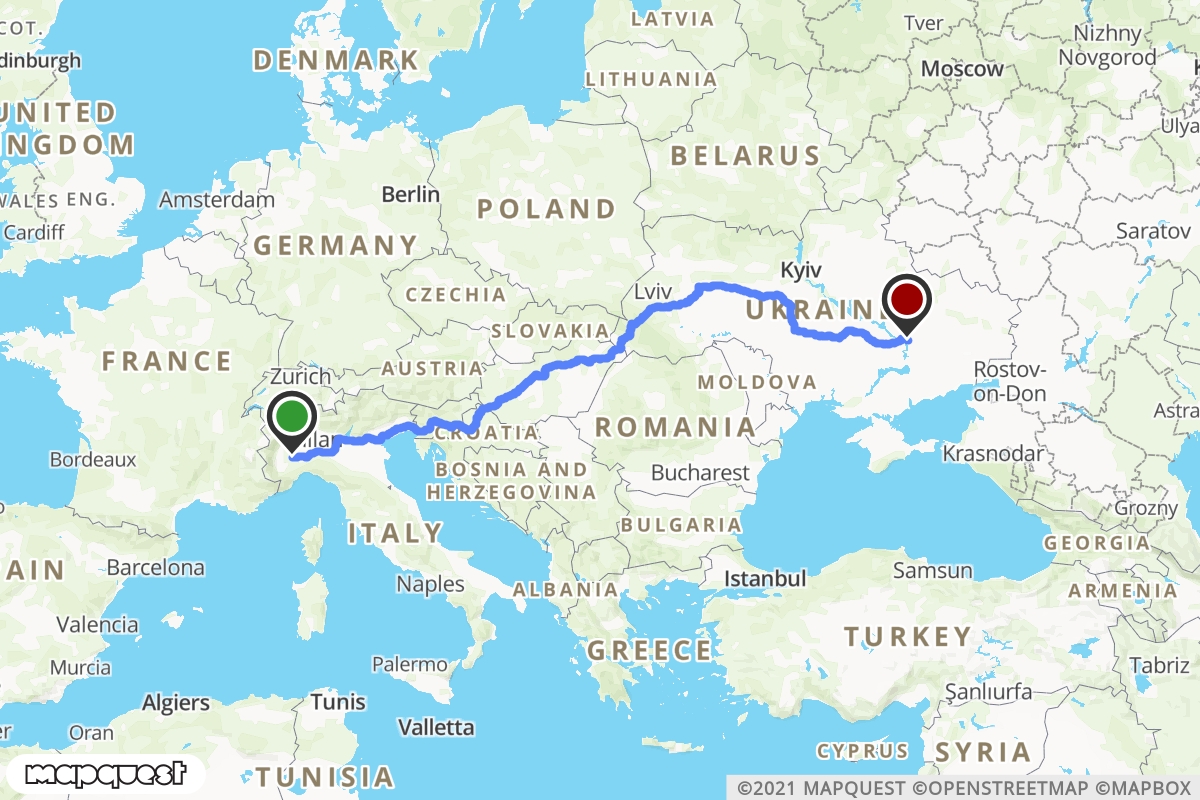 COT.
dinburgh
UNITED
NGDOM
WALES
ENG.
Cardiff
DENMARK
LATVIA
LITHUANIA
Tver
Moscow
Nizhny
Novgorod
Ulya
BELARUS
Amsterdam
Berlin
POLAND
GERMANY
Saratov
Kyiv
CZECHIA
Lviv
UKRAINE
SLOVAKIA
FRANCE
AUSTRIA
Zurich
MOLDOVA
Rostov-
on-Don
Astra
ROMANIA
CROATIA
Milan
Bordeaux
Krasnodar
BOSNIA AND
HERZEGOVINA
Bucharest
Grozny
BULGARIA
ITALY
GEORGIA
AIN
Barcelona
Naples
ALBANIA
Istanbul
Samsun
ARMENIA
Valencia
GREECE
TURKEY
Murcia
Palermo
Tabriz
Şanlıurfa
Algiers
Tunis
Valletta
Oran
CYPRUS
SYRIA
mapquest
TUNISIA
©2021 MAPQUEST ©OPENSTREETMAP ©MAPBOX